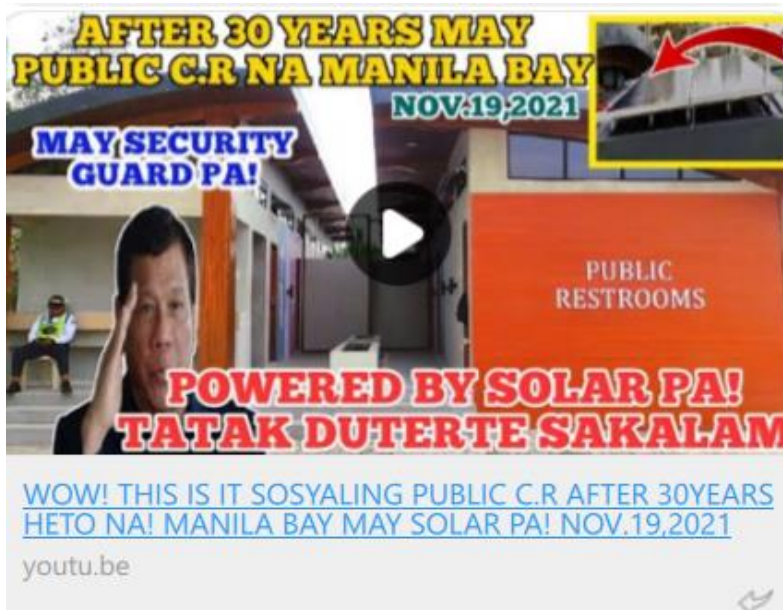 AFTER 30 YEARS MAY
PUBLIC C.R NA MANILA BAY
NOV.19,2021
MAY SECURITY
GUARD PA!
PUBLIC
RESTROOMS
POWERED BY SOLAR PA!
TATAK DUTERTE SAKALAM
WOW! THIS IS IT SOSYALING PUBLIC C.R AFTER 30YEARS
HETO NA! MANILA BAY MAY SOLAR PA! NOV.19,2021
youtu.be